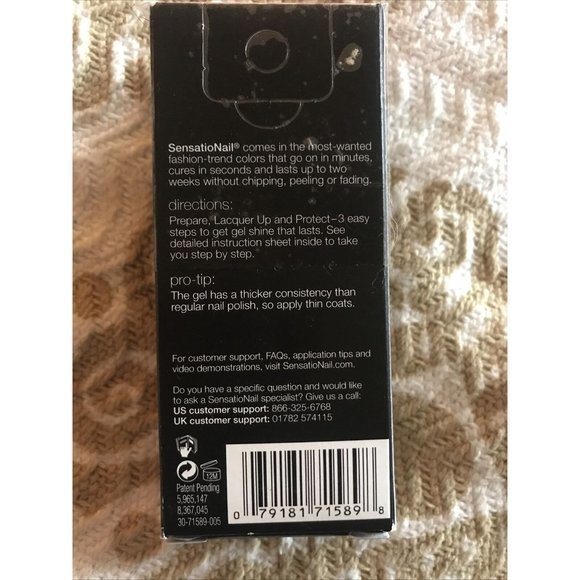 SensatioNail® comes in the most-wanted
fashion-trend colors that go on in minutes,
cures in seconds and lasts up to two
weeks without chipping, peeling or fading.
directions:
Prepare, Lacquer Up and Protect–3 easy
steps to get gel shine that lasts. See
detailed instruction sheet inside to take
you step by step.
pro-tip:
The gel has a thicker consistency than
regular nail polish, so apply thin coats.
For customer support, FAQs, application tips and
video demonstrations, visit SensatioNail.com.
Do you have a specific question and would like
to ask a SensatioNail specialist? Give us a call:
US customer support: 866-325-6768
UK customer support: 01782 574115
12M
Patent Pending
5,965,147
8,367,045
30-71589-005
0 79181 71589 8